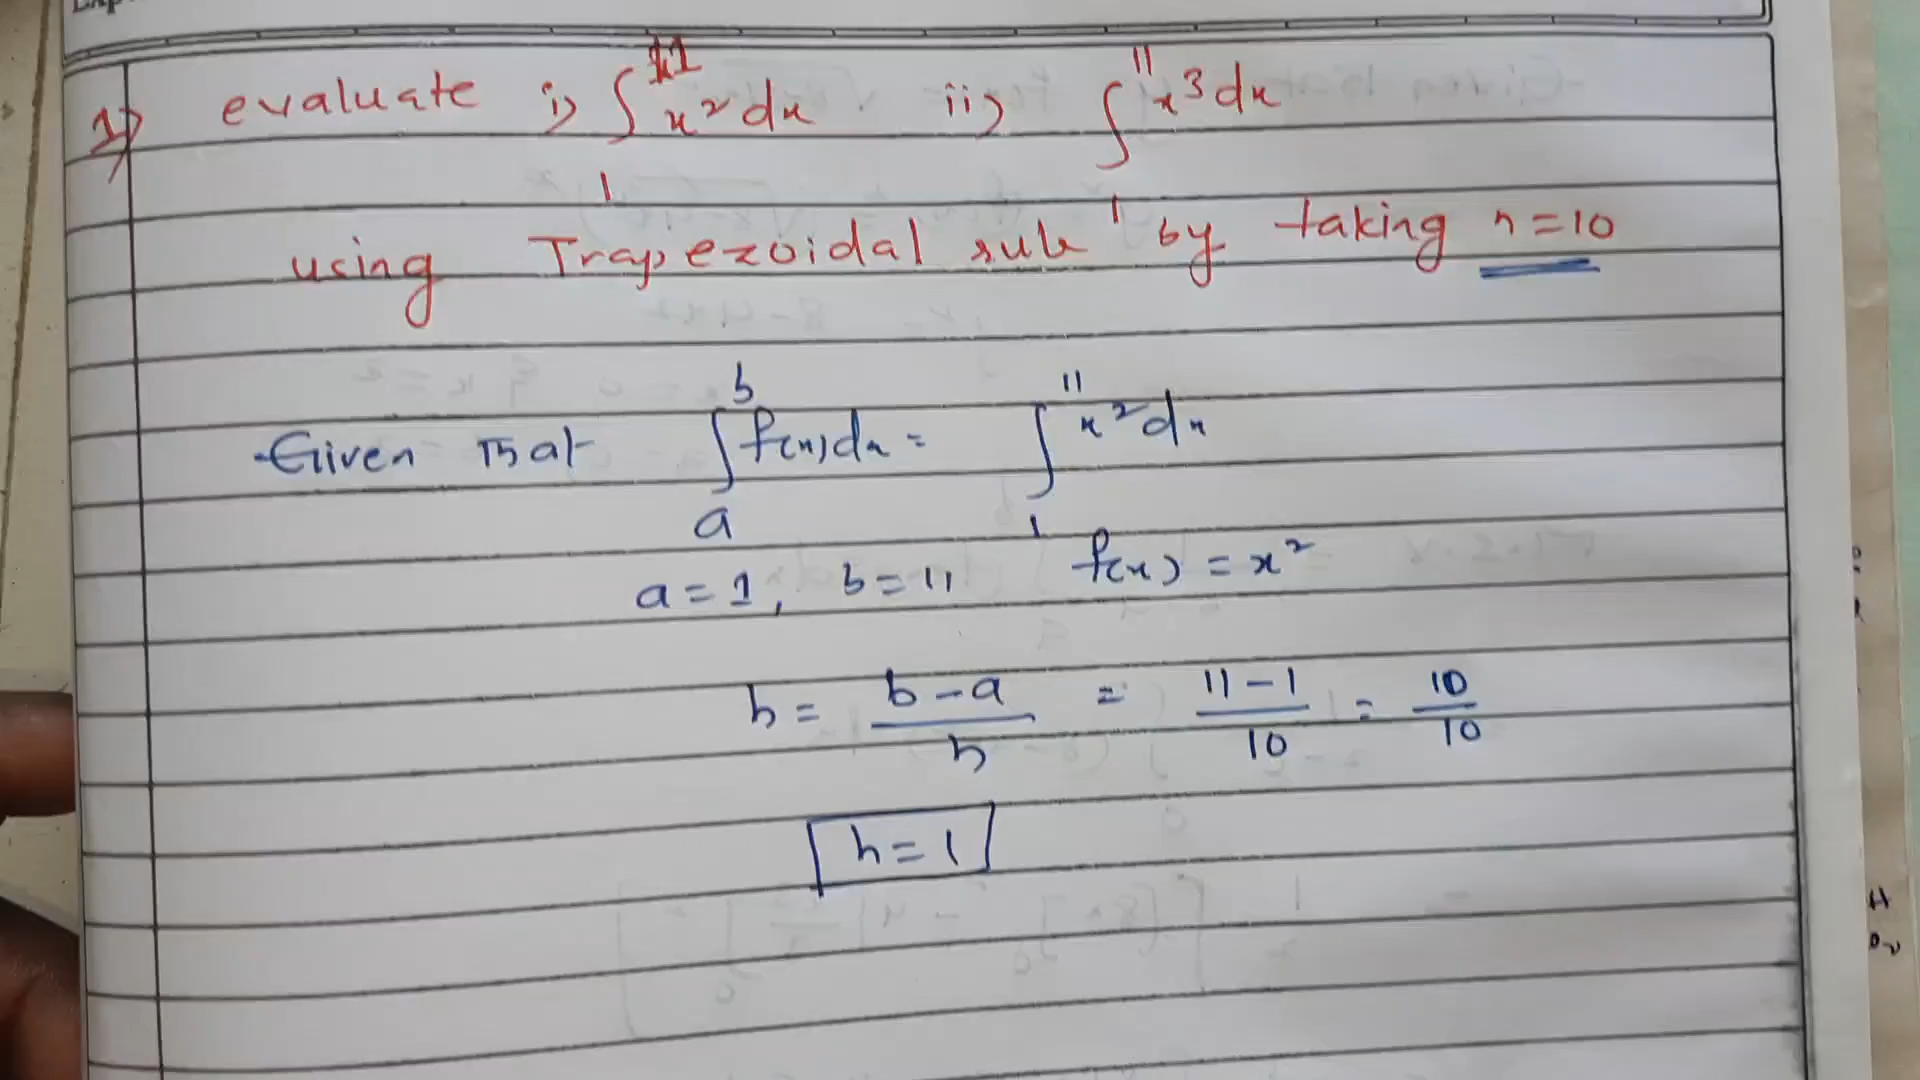 1) evaluate i) ∫₁¹¹ x² dx ii) ∫₁¹¹ x³ dx
using Trapezoidal rule by taking n=10
Given That ∫ₐᵇ f(x)dx = ∫₁¹¹ x² dx
a = 1, b = 11 f(x) = x²
h = (b-a)/n = (11-1)/10 = 10/10
h = 1